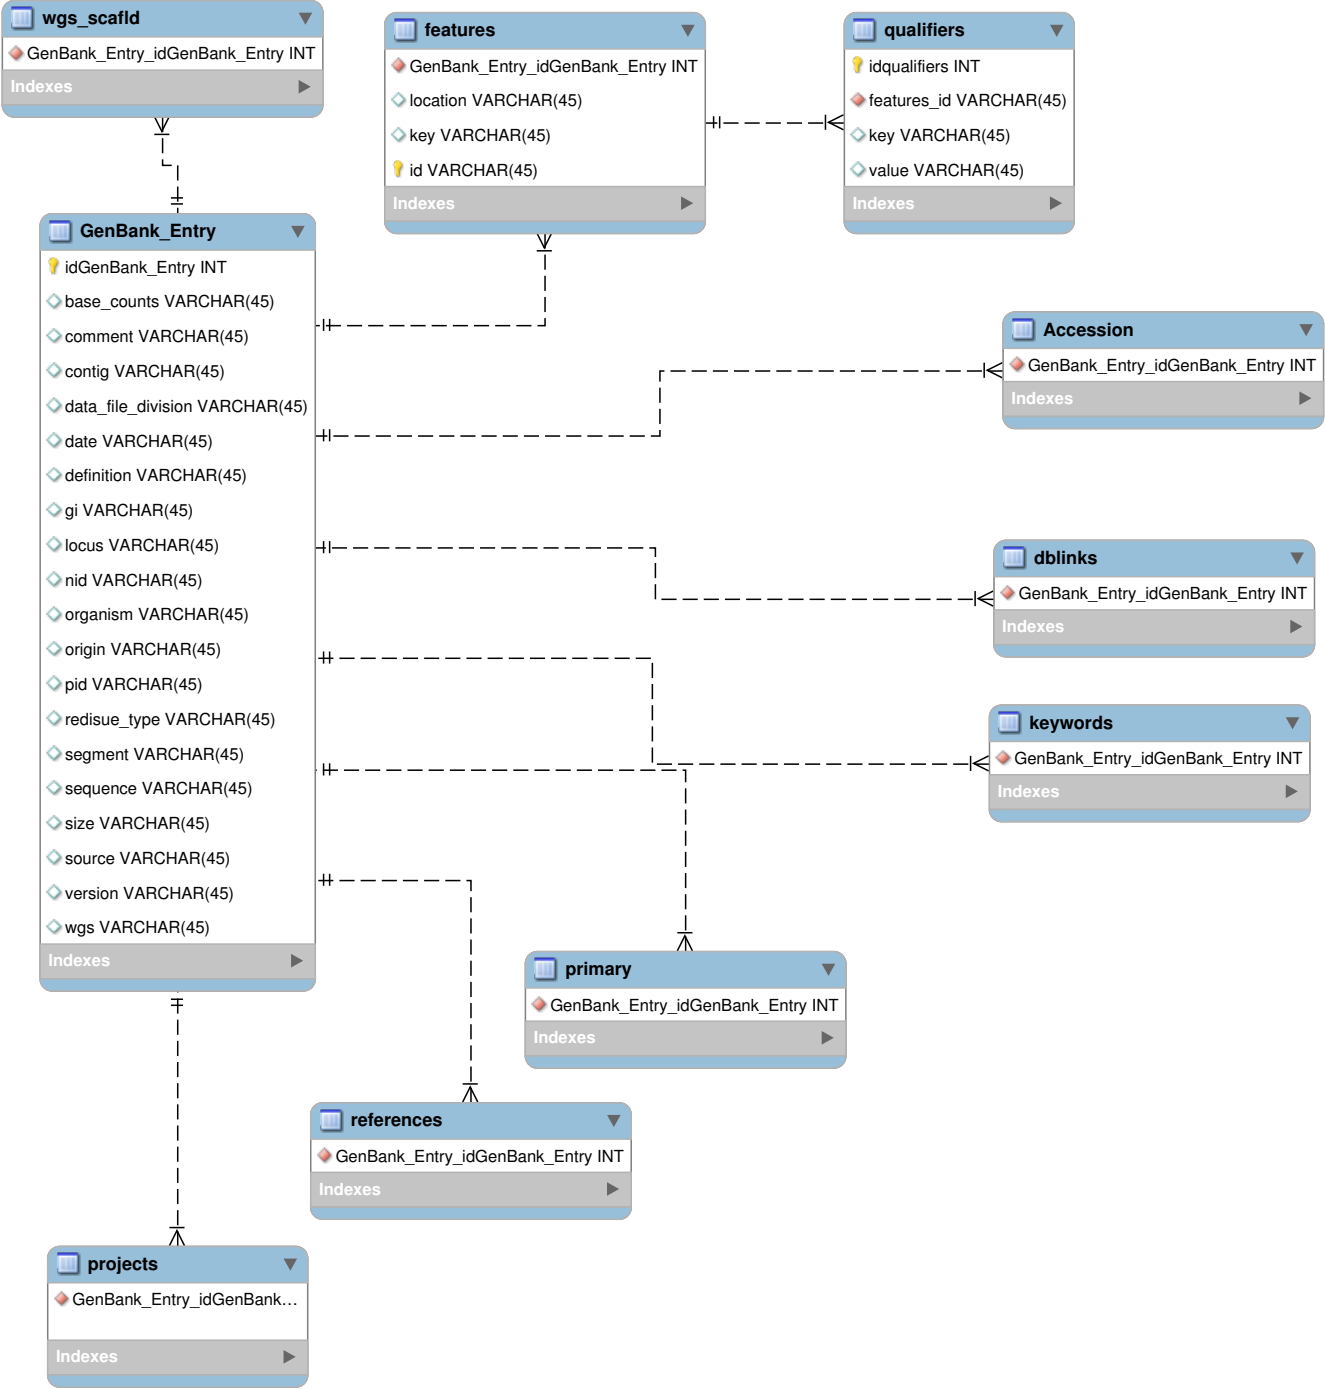 wgs_scafld
GenBank_Entry_idGenBank_Entry INT
Indexes
features
GenBank_Entry_idGenBank_Entry INT
location VARCHAR(45)
key VARCHAR(45)
id VARCHAR(45)
Indexes
qualifiers
idqualifiers INT
features_id VARCHAR(45)
key VARCHAR(45)
value VARCHAR(45)
Indexes
GenBank_Entry
idGenBank_Entry INT
base_counts VARCHAR(45)
comment VARCHAR(45)
contig VARCHAR(45)
data_file_division VARCHAR(45)
date VARCHAR(45)
definition VARCHAR(45)
gi VARCHAR(45)
locus VARCHAR(45)
nid VARCHAR(45)
organism VARCHAR(45)
origin VARCHAR(45)
pid VARCHAR(45)
redisue_type VARCHAR(45)
segment VARCHAR(45)
sequence VARCHAR(45)
size VARCHAR(45)
source VARCHAR(45)
version VARCHAR(45)
wgs VARCHAR(45)
Indexes
Accession
GenBank_Entry_idGenBank_Entry INT
Indexes
dblinks
GenBank_Entry_idGenBank_Entry INT
Indexes
keywords
GenBank_Entry_idGenBank_Entry INT
Indexes
primary
GenBank_Entry_idGenBank_Entry INT
Indexes
references
GenBank_Entry_idGenBank_Entry INT
Indexes
projects
GenBank_Entry_idGenBank...
Indexes